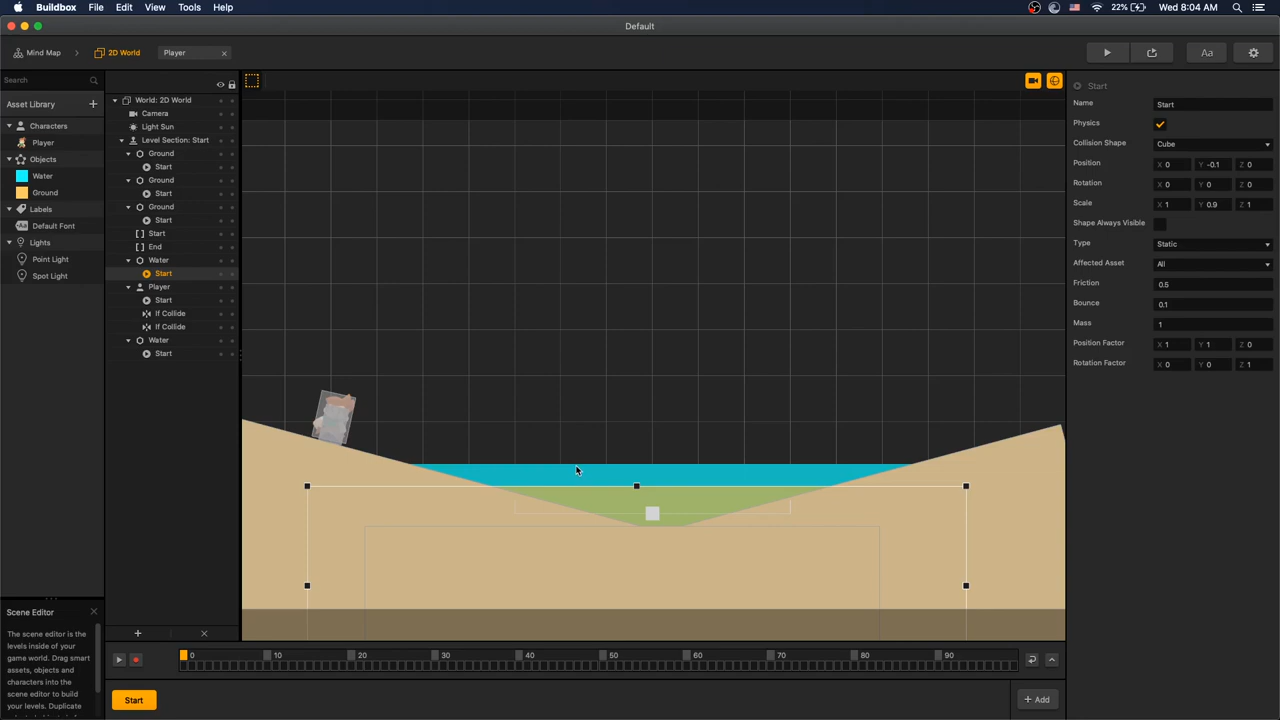 Buildbox File Edit View Tools Help 22% Wed 8:04 AM
Default
Mind Map 2D World Player Aa
Search
Asset Library
Characters
Player
Objects
Water
Ground
Labels
Aa Default Font
Lights
Point Light
Spot Light
Scene Editor
The scene editor is the
levels inside of your
game world. Drag smart
assets, objects and
characters into the
scene editor to build
your levels. Duplicate
World: 2D World
Camera
Light Sun
Level Section: Start
Ground
Start
Ground
Start
Ground
Start
Start
End
Water
Start
Player
Start
If Collide
If Collide
Water
Start
Start
Name Start
Physics
Collision Shape Cube
Position X 0 Y -0.1 Z 0
Rotation X 0 Y 0 Z 0
Scale X 1 Y 0.9 Z 1
Shape Always Visible
Type Static
Affected Asset All
Friction 0.5
Bounce 0.1
Mass 1
Position Factor X 1 Y 1 Z 0
Rotation Factor X 0 Y 0 Z 1
0 10 20 30 40 50 60 70 80 90
Start + Add